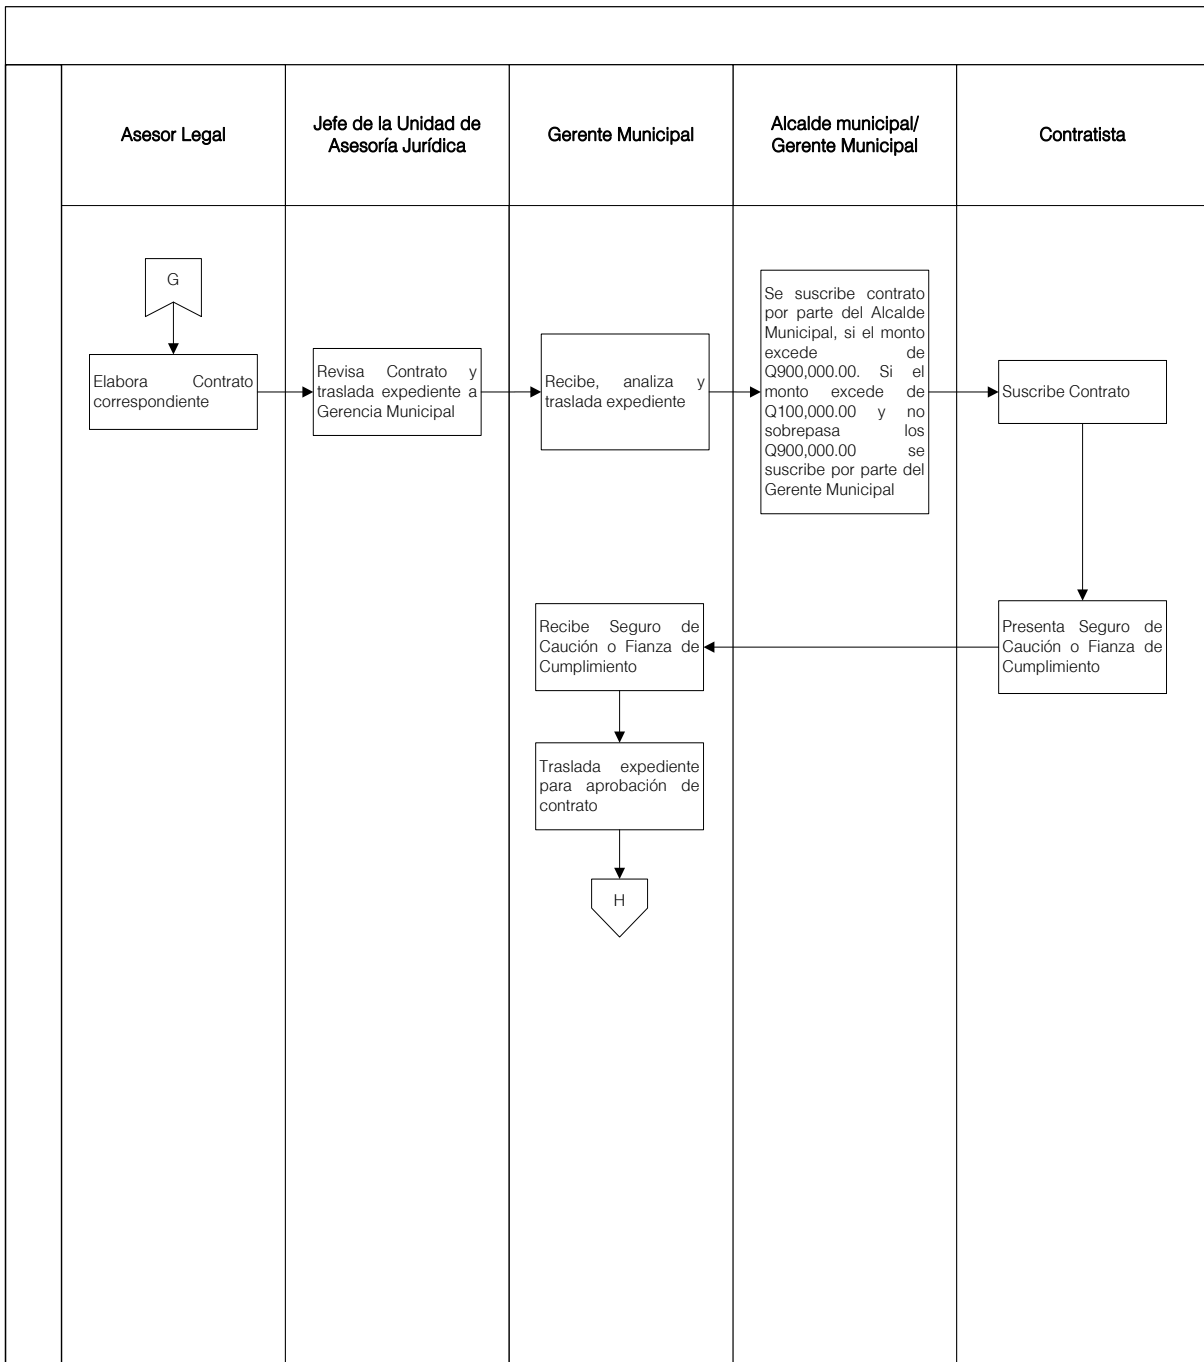 Asesor Legal
Jefe de la Unidad de
Asesoría Jurídica
Gerente Municipal
Alcalde municipal/
Gerente Municipal
Contratista
G
Elabora Contrato
correspondiente
Revisa Contrato y
traslada expediente a
Gerencia Municipal
Recibe, analiza y
traslada expediente
Se suscribe contrato
por parte del Alcalde
Municipal, si el monto
excede de
Q900,000.00. Si el
monto excede de
Q100,000.00 y no
sobrepasa los
Q900,000.00 se
suscribe por parte del
Gerente Municipal
Suscribe Contrato
Presenta Seguro de
Caución o Fianza de
Cumplimiento
Recibe Seguro de
Caución o Fianza de
Cumplimiento
Traslada expediente
para aprobación de
contrato
H